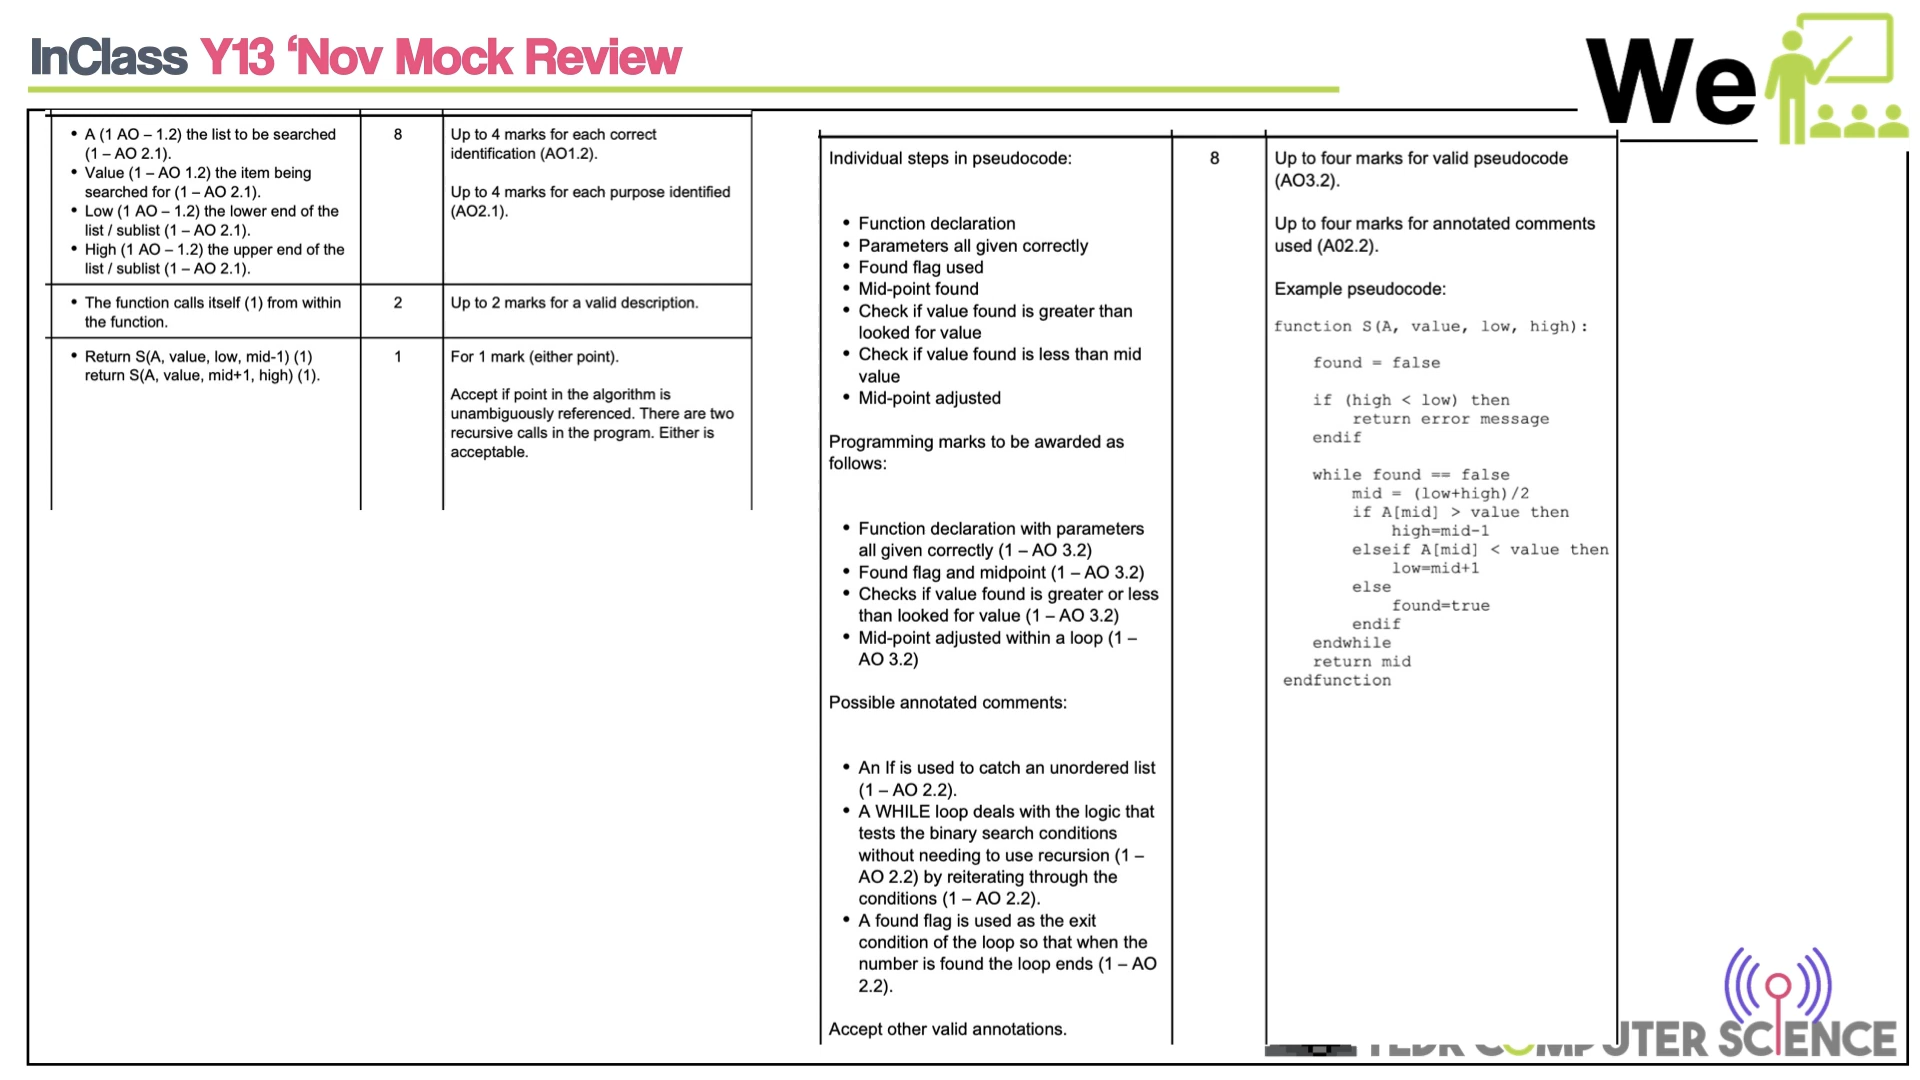 InClass Y13 ‘Nov Mock Review
We
• A (1 AO – 1.2) the list to be searched
(1 – AO 2.1).
• Value (1 – AO 1.2) the item being
searched for (1 – AO 2.1).
• Low (1 AO – 1.2) the lower end of the
list / sublist (1 – AO 2.1).
• High (1 AO – 1.2) the upper end of the
list / sublist (1 – AO 2.1).
8
Up to 4 marks for each correct
identification (AO1.2).
Up to 4 marks for each purpose identified
(AO2.1).
• The function calls itself (1) from within
the function.
2
Up to 2 marks for a valid description.
• Return S(A, value, low, mid-1) (1)
return S(A, value, mid+1, high) (1).
1
For 1 mark (either point).
Accept if point in the algorithm is
unambiguously referenced. There are two
recursive calls in the program. Either is
acceptable.
Individual steps in pseudocode:
• Function declaration
• Parameters all given correctly
• Found flag used
• Mid-point found
• Check if value found is greater than
looked for value
• Check if value found is less than mid
value
• Mid-point adjusted
Programming marks to be awarded as
follows:
• Function declaration with parameters
all given correctly (1 – AO 3.2)
• Found flag and midpoint (1 – AO 3.2)
• Checks if value found is greater or less
than looked for value (1 – AO 3.2)
• Mid-point adjusted within a loop (1 –
AO 3.2)
Possible annotated comments:
• An If is used to catch an unordered list
(1 – AO 2.2).
• A WHILE loop deals with the logic that
tests the binary search conditions
without needing to use recursion (1 –
AO 2.2) by reiterating through the
conditions (1 – AO 2.2).
• A found flag is used as the exit
condition of the loop so that when the
number is found the loop ends (1 – AO
2.2).
Accept other valid annotations.
8
Up to four marks for valid pseudocode
(AO3.2).
Up to four marks for annotated comments
used (A02.2).
Example pseudocode:
function S(A, value, low, high):
found = false
if (high < low) then
return error message
endif
while found == false
mid = (low+high)/2
if A[mid] > value then
high=mid-1
elseif A[mid] < value then
low=mid+1
else
found=true
endif
endwhile
return mid
endfunction
COMPUTER SCIENCE